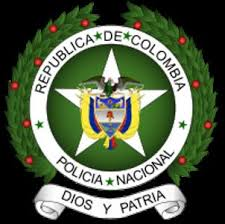 REPUBLICA★DE★COLOMBIA
POLICIA★NACIONAL
DIOS Y PATRIA